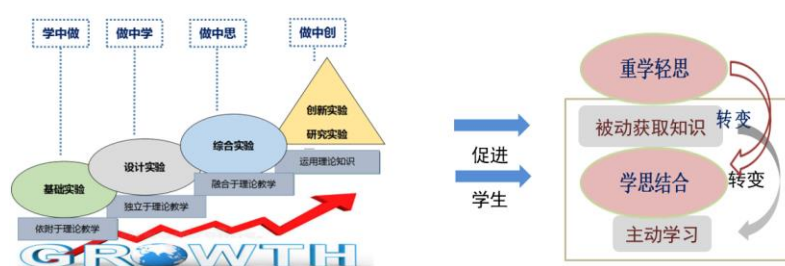 学中做
做中学
做中思
做中创
创新实验
研究实验
综合实验
设计实验
基础实验
运用理论知识
融合于理论教学
独立于理论教学
依附于理论教学
GROWTH
促进
学生
重学轻思
被动获取知识
转变
学思结合
转变
主动学习